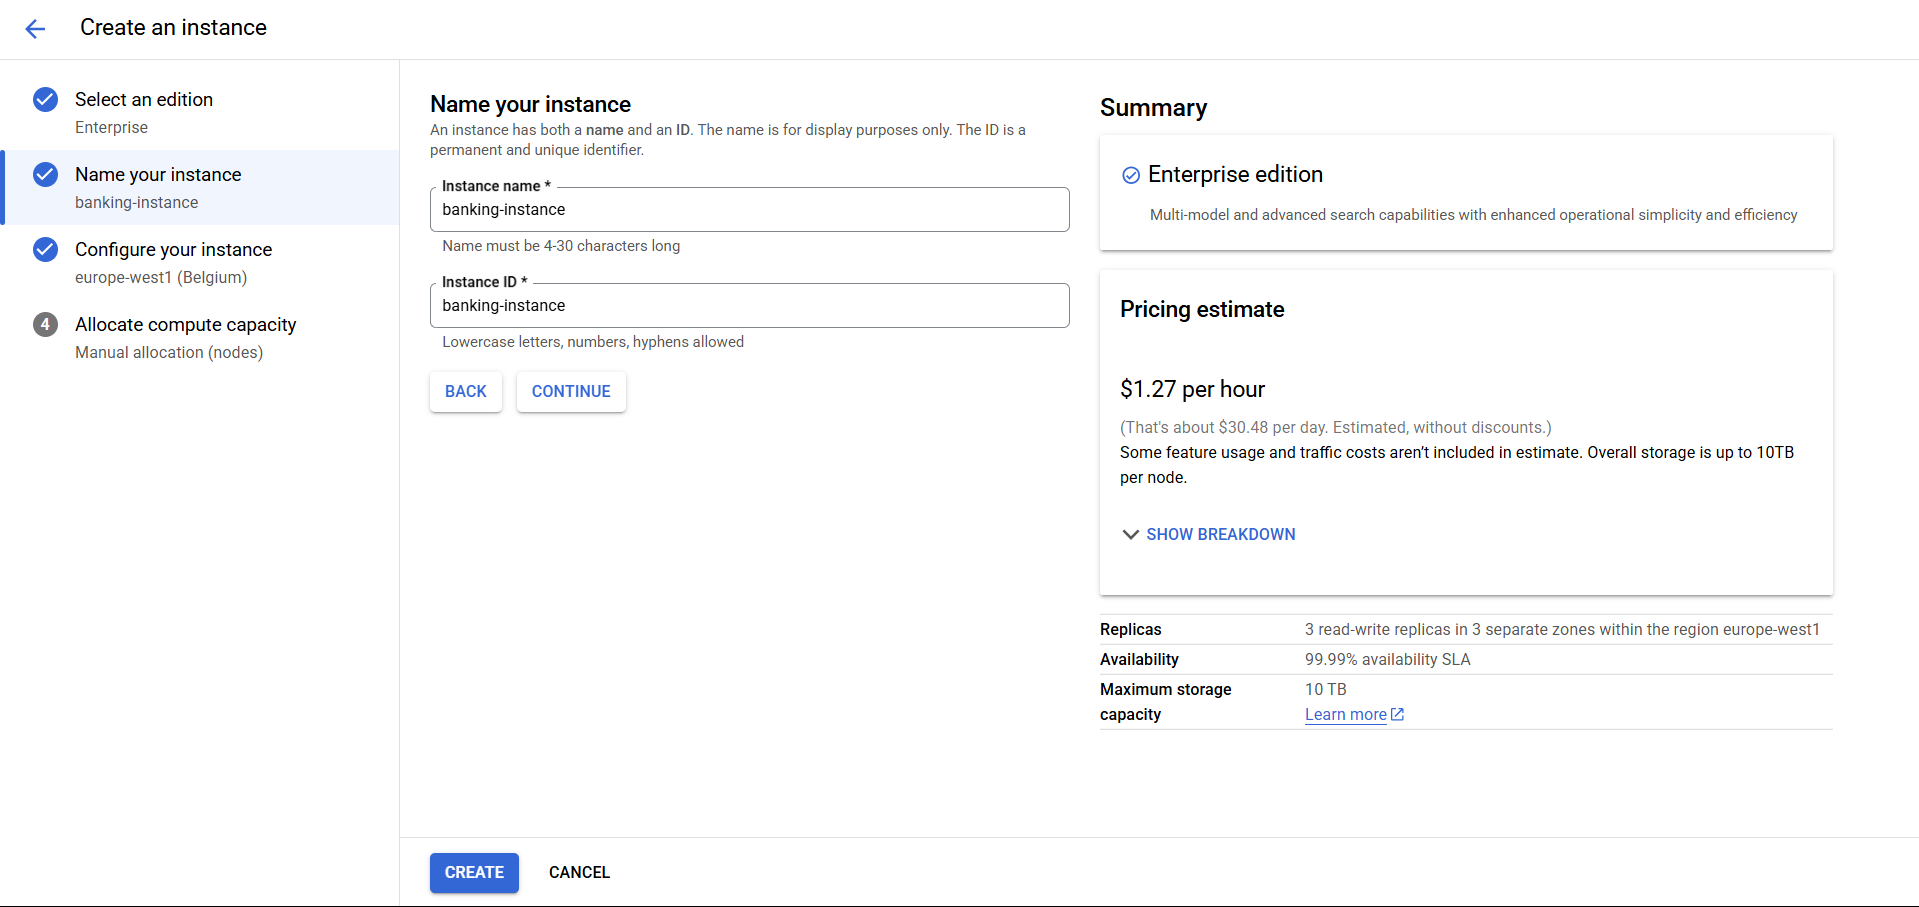 Create an instance
Select an edition
Enterprise
Name your instance
banking-instance
Configure your instance
europe-west1 (Belgium)
4
Allocate compute capacity
Manual allocation (nodes)
Name your instance
An instance has both a name and an ID. The name is for display purposes only. The ID is a
permanent and unique identifier.
Instance name *
banking-instance
Name must be 4-30 characters long
Instance ID *
banking-instance
Lowercase letters, numbers, hyphens allowed
BACK
CONTINUE
Summary
Enterprise edition
Multi-model and advanced search capabilities with enhanced operational simplicity and efficiency
Pricing estimate
$1.27 per hour
(That's about $30.48 per day. Estimated, without discounts.)
Some feature usage and traffic costs aren’t included in estimate. Overall storage is up to 10TB
per node.
SHOW BREAKDOWN
Replicas 3 read-write replicas in 3 separate zones within the region europe-west1
Availability 99.99% availability SLA
Maximum storage 10 TB
capacity Learn more
CREATE
CANCEL